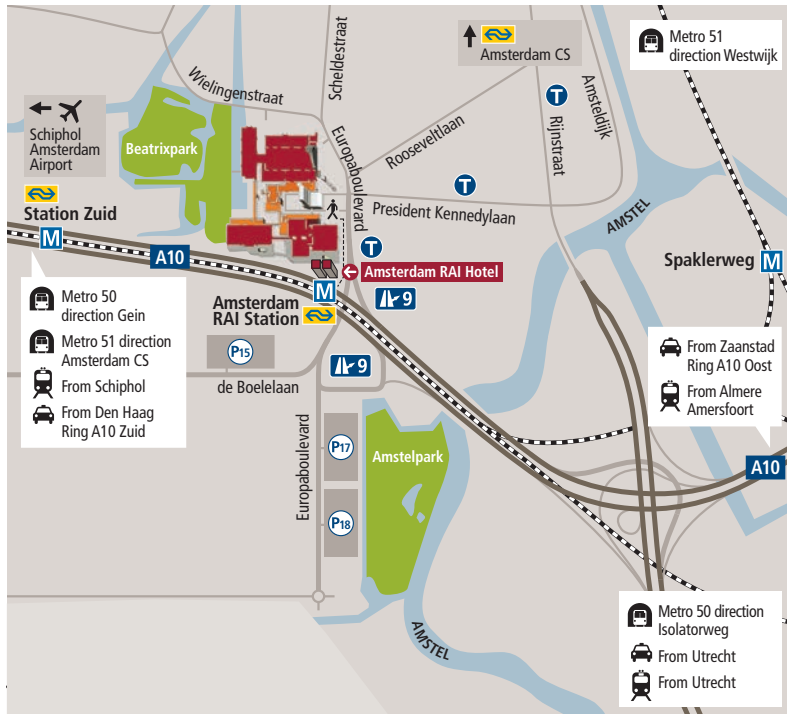 Metro 51
direction Westwijk
Amsterdam CS
Scheldestraat
Wielingenstraat
Amsteldijk
Rijnstraat
T
Schiphol
Amsterdam
Airport
Beatrixpark
Europaboulevard
Rooseveltlaan
T
President Kennedylaan
AMSTEL
Station Zuid
M
A10
T
Amsterdam RAI Hotel
Spaklerweg M
M
9
Amsterdam
RAI Station
Metro 50
direction Gein
Metro 51 direction
Amsterdam CS
From Schiphol
From Den Haag
Ring A10 Zuid
P15
9
de Boelelaan
From Zaanstad
Ring A10 Oost
From Almere
Amersfoort
A10
Europaboulevard
P17
Amstelpark
P18
AMSTEL
Metro 50 direction
Isolatorweg
From Utrecht
From Utrecht